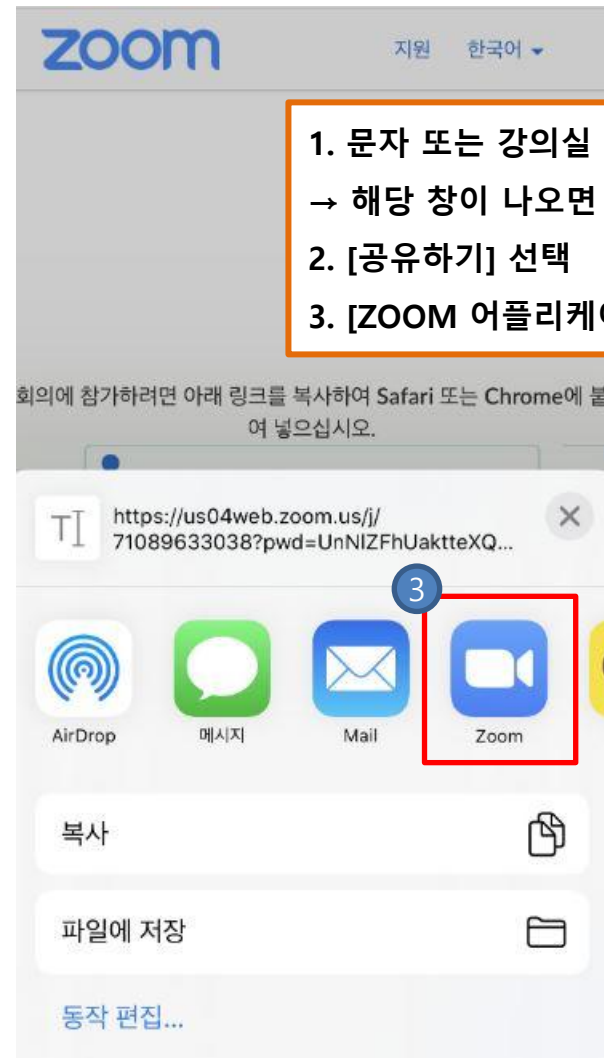 zoom
지원 한국어
1. 문자 또는 강의실
→ 해당 창이 나오면
2. [공유하기] 선택
3. [ZOOM 어플리케이
회의에 참가하려면 아래 링크를 복사하여 Safari 또는 Chrome에 붙
여 넣으십시오.
https://us04web.zoom.us/j/
71089633038?pwd=UnNlZFhUaktteXQ...
3
AirDrop 메시지 Mail Zoom
복사
파일에 저장
동작 편집...